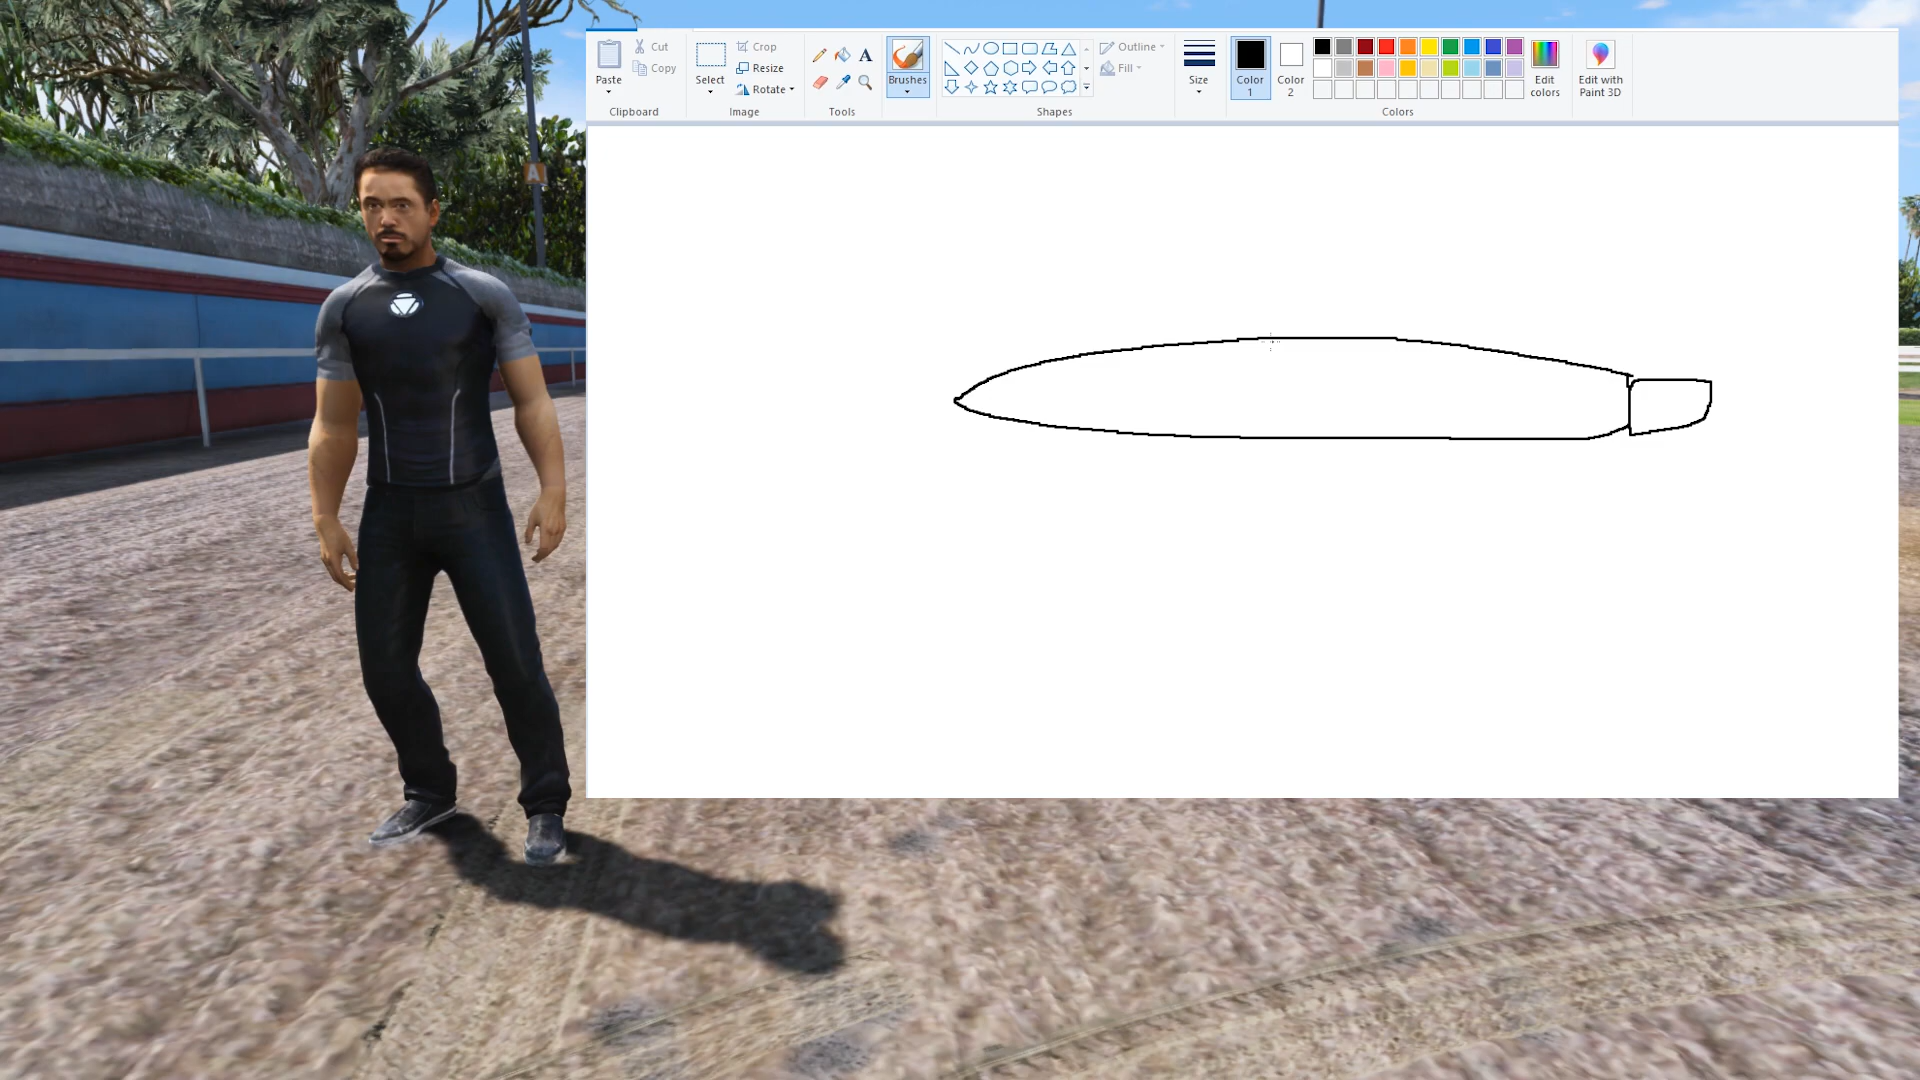 Paste
Cut
Copy
Clipboard
Select
Crop
Resize
Rotate
Image
A
Tools
Brushes
Outline
Fill
Shapes
Size
Color
1
Color
2
Edit
colors
Colors
Edit with
Paint 3D
A